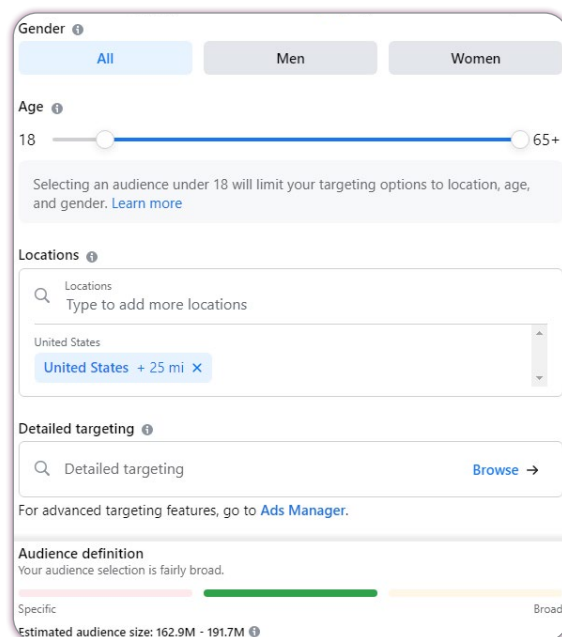 Gender
All Men Women
Age
18 65+
Selecting an audience under 18 will limit your targeting options to location, age,
and gender. Learn more
Locations
Locations
Type to add more locations
United States
United States + 25 mi ×
Detailed targeting
Detailed targeting Browse →
For advanced targeting features, go to Ads Manager.
Audience definition
Your audience selection is fairly broad.
Specific Broad
Estimated audience size: 162.9M - 191.7M